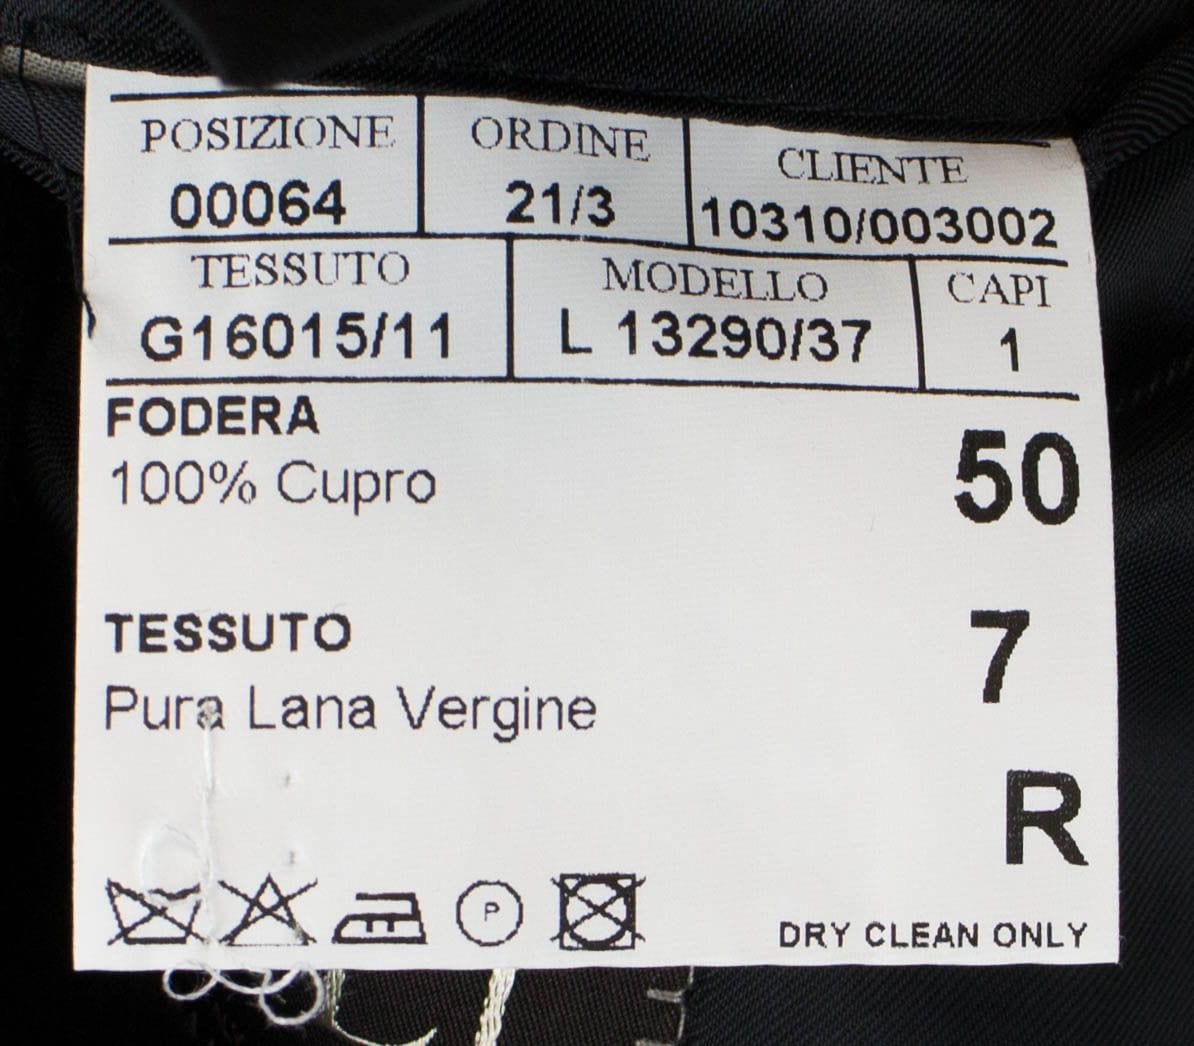 POSIZIONE ORDINE CLIENTE
00064 21/3 10310/003002
TESSUTO MODELLO CAPI
G16015/11 L 13290/37 1
FODERA
100% Cupro 50
TESSUTO 7
Pura Lana Vergine
R
P
DRY CLEAN ONLY